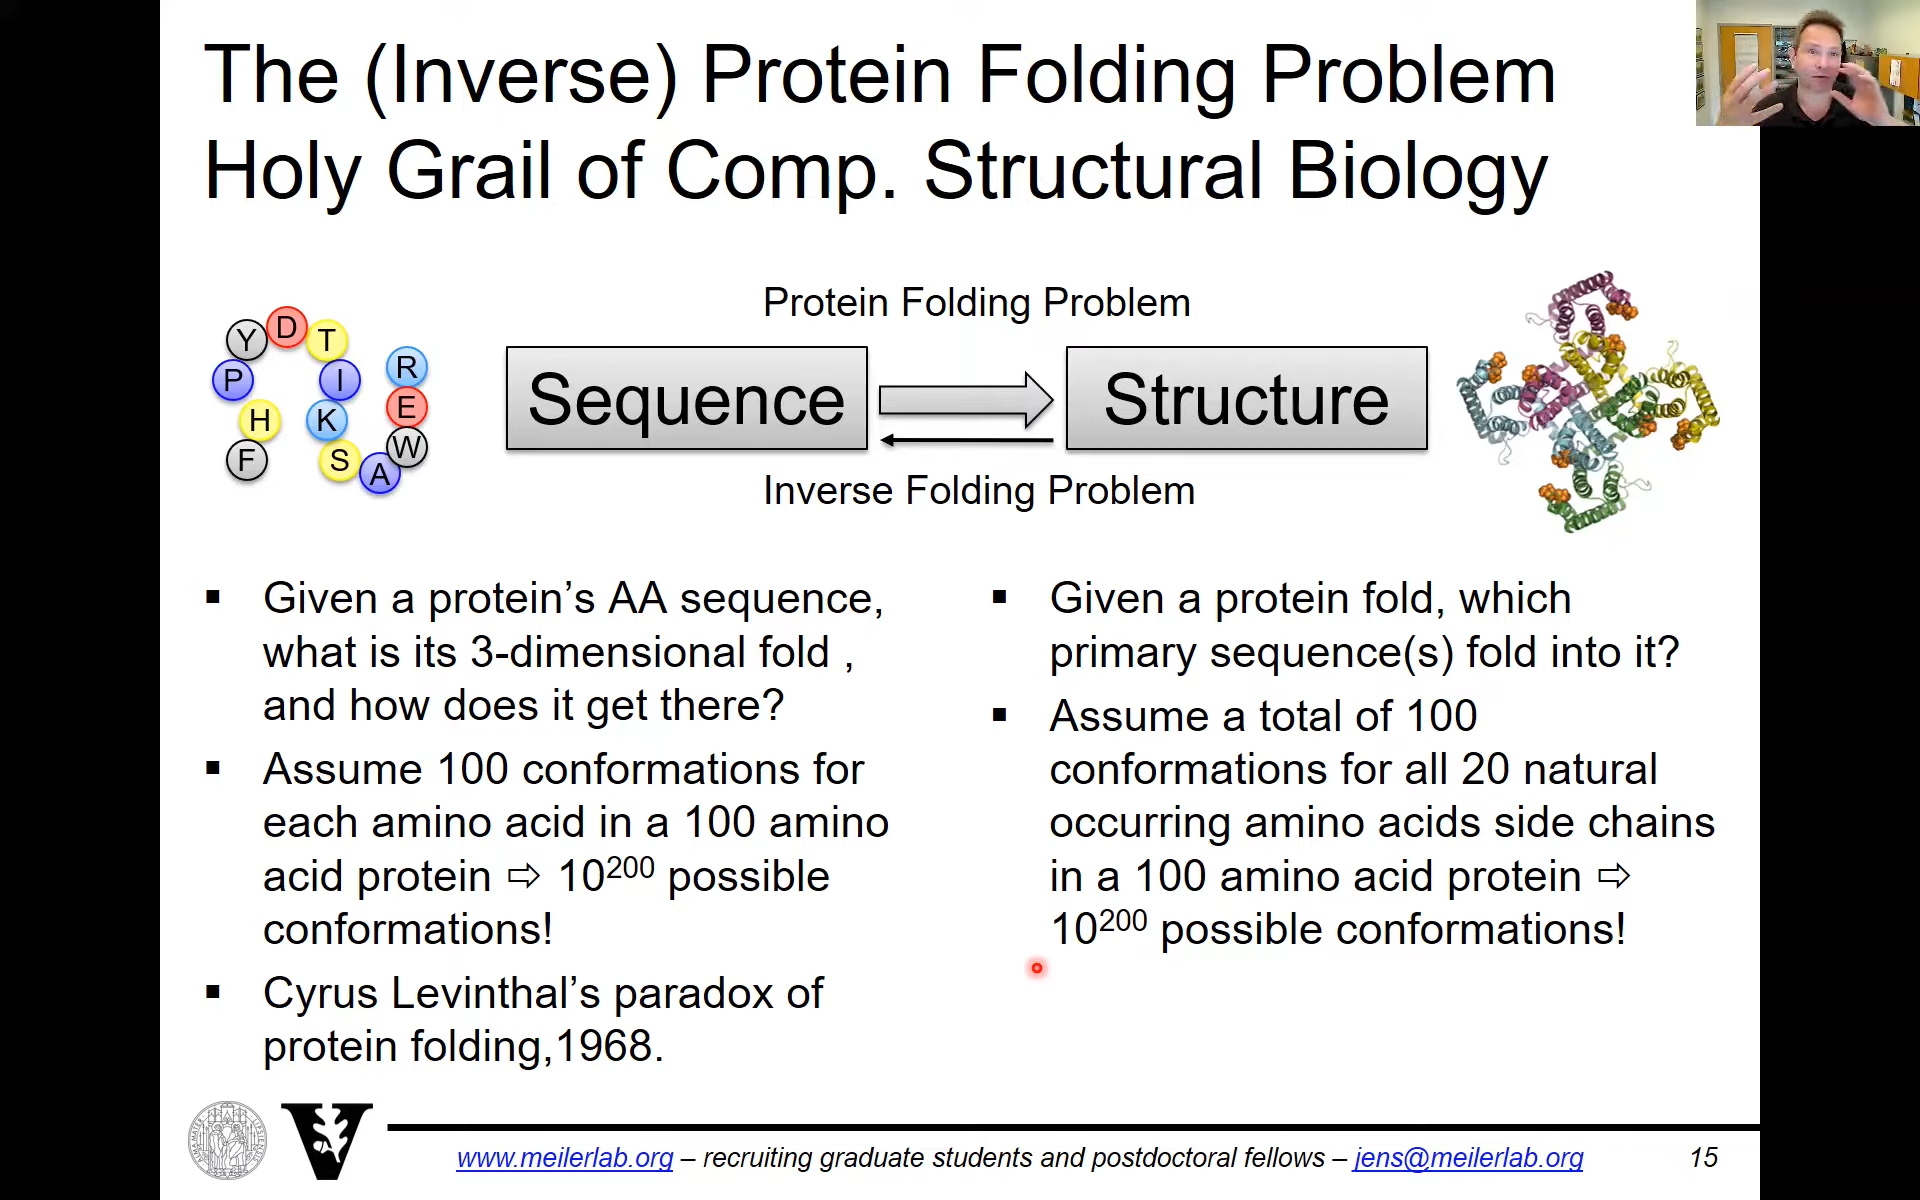 The (Inverse) Protein Folding Problem
Holy Grail of Comp. Structural Biology
Protein Folding Problem
Y D T
P I R
H K E
F S A W
Sequence
Structure
Inverse Folding Problem
▪ Given a protein’s AA sequence,
what is its 3-dimensional fold ,
and how does it get there?
▪ Assume 100 conformations for
each amino acid in a 100 amino
acid protein ⇨ 10²⁰⁰ possible
conformations!
▪ Cyrus Levinthal’s paradox of
protein folding,1968.
▪ Given a protein fold, which
primary sequence(s) fold into it?
▪ Assume a total of 100
conformations for all 20 natural
occurring amino acids side chains
in a 100 amino acid protein ⇨
10²⁰⁰ possible conformations!
V
www.meilerlab.org – recruiting graduate students and postdoctoral fellows – jens@meilerlab.org
15